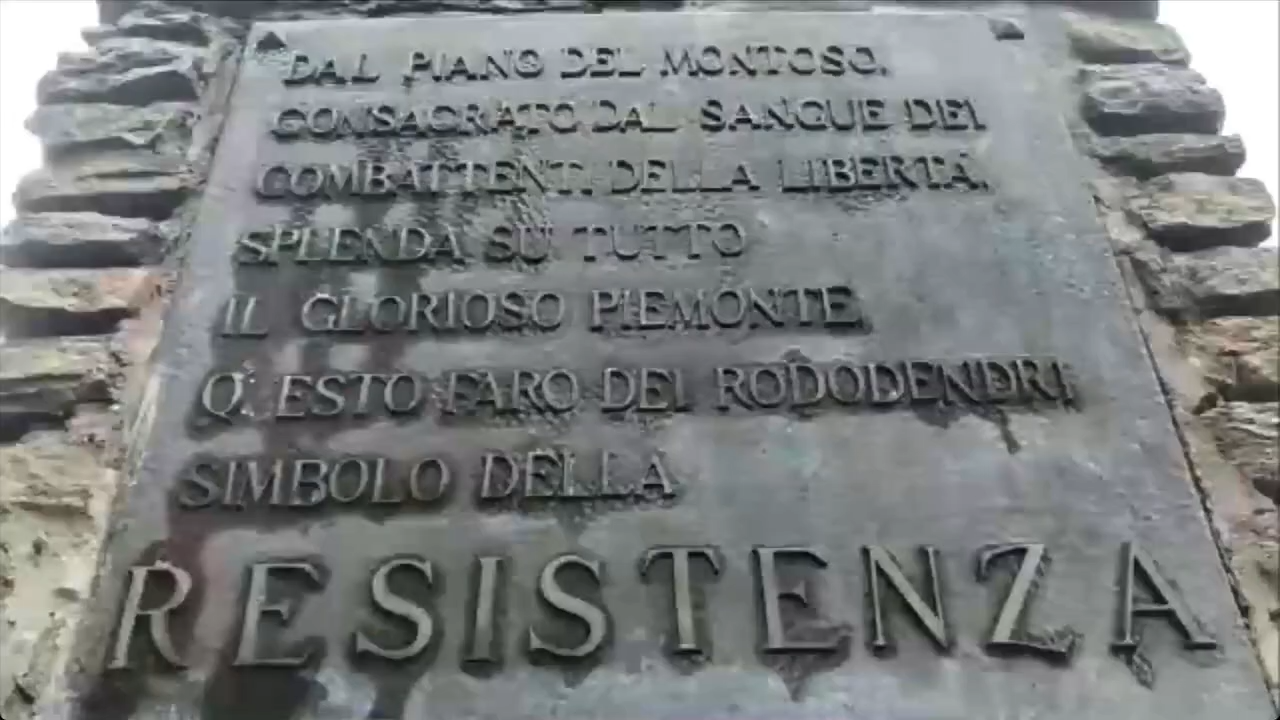 DAL PIANO DEL MONTOSO,
CONSACRATO DAL SANGUE DEI
COMBATTENTI DELLA LIBERTÀ,
SPLENDA SU TUTTO
IL GLORIOSO PIEMONTE,
QUESTO FARO DEI RODODENDRI
SIMBOLO DELLA
RESISTENZA